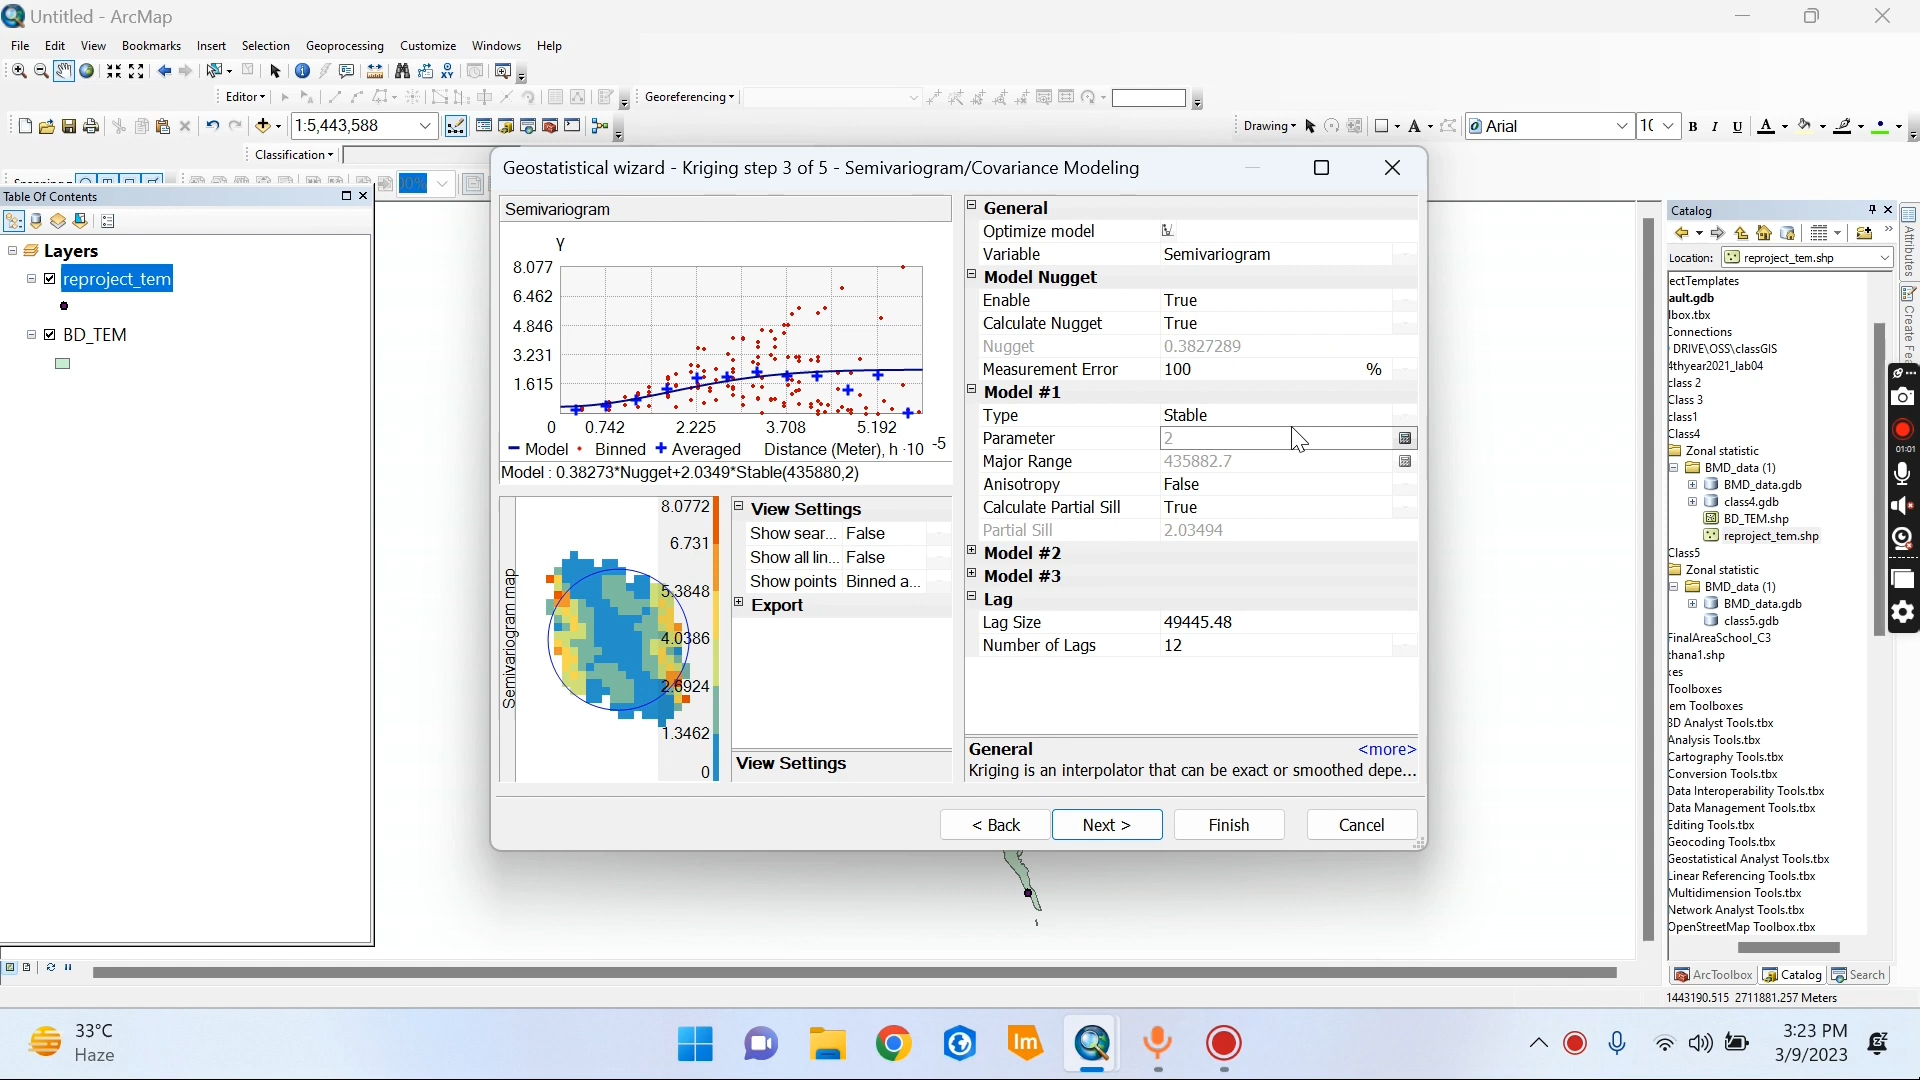 Untitled - ArcMap
File Edit View Bookmarks Insert Selection Geoprocessing Customize Windows Help
Editor Georeferencing
1:5,443,588 Drawing Arial 10 B I U
Classification
Table Of Contents
Layers
reproject_tem
BD_TEM
Geostatistical wizard - Kriging step 3 of 5 - Semivariogram/Covariance Modeling
Semivariogram
γ
8.077
6.462
4.846
3.231
1.615
0 0.742 2.225 3.708 5.192
Model Binned Averaged Distance (Meter), h ·10 -5
Model : 0.38273*Nugget+2.0349*Stable(435880,2)
Semivariogram map
8.0772
6.731
5.3848
4.0386
2.6924
1.3462
0
View Settings
Show sear... False
Show all lin... False
Show points Binned a...
Export
View Settings
General
Optimize model
Variable Semivariogram
Model Nugget
Enable True
Calculate Nugget True
Nugget 0.3827289
Measurement Error 100 %
Model #1
Type Stable
Parameter 2
Major Range 435882.7
Anisotropy False
Calculate Partial Sill True
Partial Sill 2.03494
Model #2
Model #3
Lag
Lag Size 49445.48
Number of Lags 12
General <more>
Kriging is an interpolator that can be exact or smoothed depe...
< Back Next > Finish Cancel
Catalog
Location: reproject_tem.shp
ectTemplates
ault.gdb
lbox.tbx
Connections
DRIVE\OSS\classGIS
4thyear2021_lab04
class 2
Class 3
class1
Class4
Zonal statistic
BMD_data (1)
BMD_data.gdb
class4.gdb
BD_TEM.shp
reproject_tem.shp
Class5
Zonal statistic
BMD_data (1)
BMD_data.gdb
class5.gdb
FinalAreaSchool_C3
thana1.shp
xes
Toolboxes
em Toolboxes
3D Analyst Tools.tbx
Analysis Tools.tbx
Cartography Tools.tbx
Conversion Tools.tbx
Data Interoperability Tools.tbx
Data Management Tools.tbx
Editing Tools.tbx
Geocoding Tools.tbx
Geostatistical Analyst Tools.tbx
Linear Referencing Tools.tbx
Multidimension Tools.tbx
Network Analyst Tools.tbx
OpenStreetMap Toolbox.tbx
ArcToolbox Catalog Search
Attributes
Create Fea
01:01
1443190.515 2711881.257 Meters
33°C
Haze
3:23 PM
3/9/2023